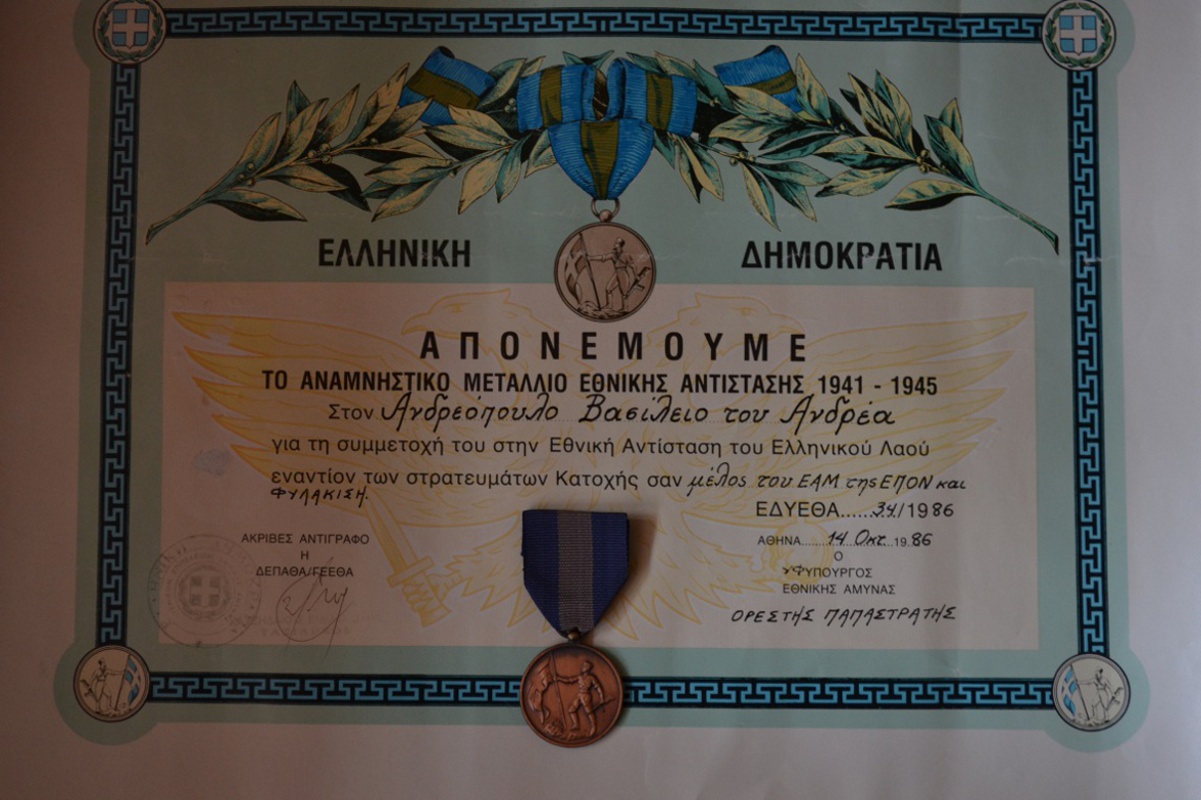 ΕΛΛΗΝΙΚΗ ΔΗΜΟΚΡΑΤΙΑ
ΑΠΟΝΕΜΟΥΜΕ
ΤΟ ΑΝΑΜΝΗΣΤΙΚΟ ΜΕΤΑΛΛΙΟ ΕΘΝΙΚΗΣ ΑΝΤΙΣΤΑΣΗΣ 1941 - 1945
Στον Ανδρεόπουλο Βασίλειο του Ανδρέα
για τη συμμετοχή του στην Εθνική Αντίσταση του Ελληνικού Λαού
εναντίον των στρατευμάτων Κατοχής σαν μέλος του ΕΑΜ της ΕΠΟΝ και
ΦΥΛΑΚΙΣΗ.
ΕΔΥΕΘΑ......34/1986
ΑΚΡΙΒΕΣ ΑΝΤΙΓΡΑΦΟ
Η
ΔΕΠΑΘΑ/ΓΕΕΘΑ
ΑΘΗΝΑ......14 Οκτ. 19.86
Ο
ΥΦΥΠΟΥΡΓΟΣ
ΕΘΝΙΚΗΣ ΑΜΥΝΑΣ
ΟΡΕΣΤΗΣ ΠΑΠΑΣΤΡΑΤΗΣ